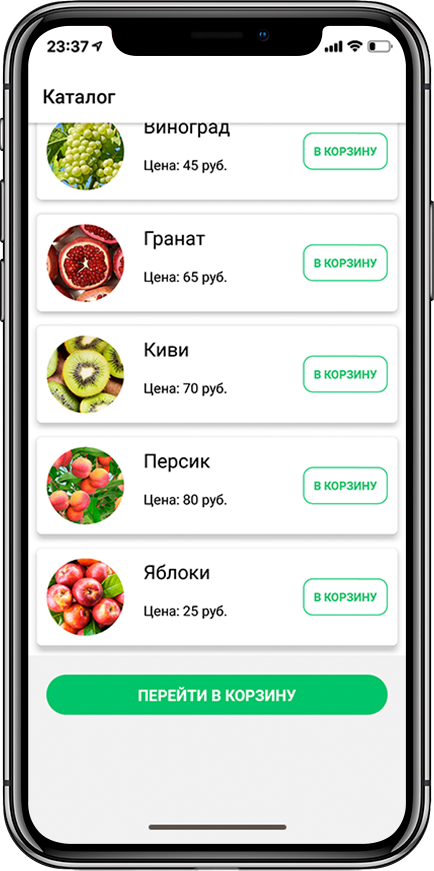 23:37
Каталог
Виноград
Цена: 45 руб.
В КОРЗИНУ
Гранат
Цена: 65 руб.
В КОРЗИНУ
Киви
Цена: 70 руб.
В КОРЗИНУ
Персик
Цена: 80 руб.
В КОРЗИНУ
Яблоки
Цена: 25 руб.
В КОРЗИНУ
ПЕРЕЙТИ В КОРЗИНУ